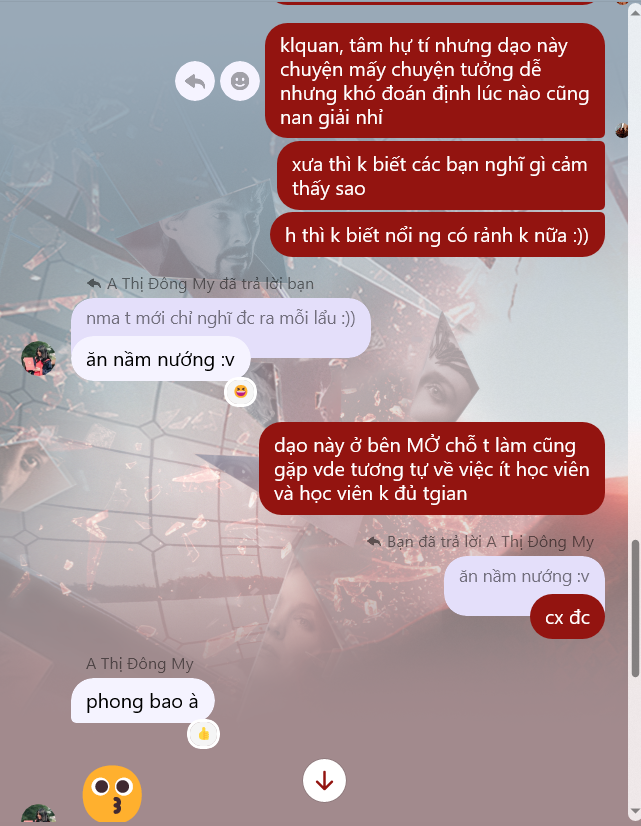 klquan, tâm hự tí nhưng dạo này
chuyện mấy chuyện tưởng dễ
nhưng khó đoán định lúc nào cũng
nan giải nhỉ
xưa thì k biết các bạn nghĩ gì cảm
thấy sao
h thì k biết nổi ng có rảnh k nữa :))
A Thị Đông My đã trả lời bạn
nma t mới chỉ nghĩ đc ra mỗi lẩu :))
ăn nầm nướng :v
dạo này ở bên MỞ chỗ t làm cũng
gặp vde tương tự về việc ít học viên
và học viên k đủ tgian
Bạn đã trả lời A Thị Đông My
ăn nầm nướng :v
cx đc
A Thị Đông My
phong bao à